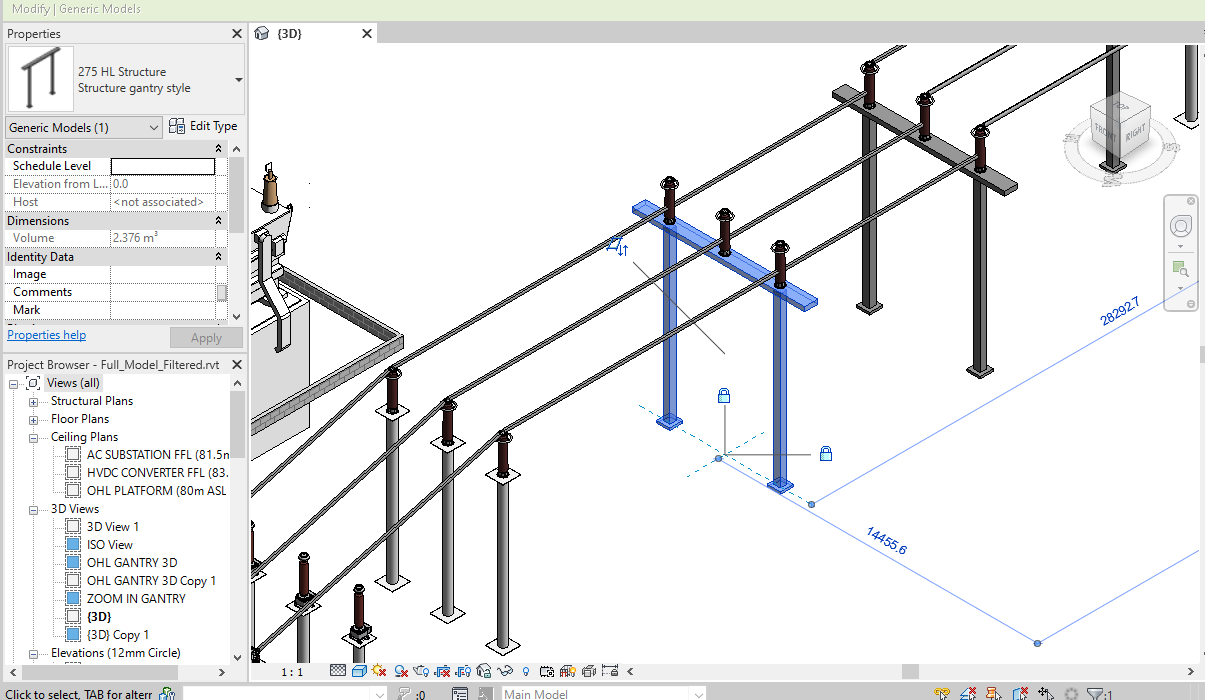 Modify | Generic Models
Properties
{3D}
275 HL Structure
Structure gantry style
Generic Models (1)
Edit Type
Constraints
Schedule Level
Elevation from L... 0.0
Host <not associated>
Dimensions
Volume 2.376 m³
Identity Data
Image
Comments
Mark
Properties help
Apply
Project Browser - Full_Model_Filtered.rvt
Views (all)
Structural Plans
Floor Plans
Ceiling Plans
AC SUBSTATION FFL (81.5m
HVDC CONVERTER FFL (83.
OHL PLATFORM (80m ASL
3D Views
3D View 1
ISO View
OHL GANTRY 3D
OHL GANTRY 3D Copy 1
ZOOM IN GANTRY
{3D}
{3D} Copy 1
Elevations (12mm Circle)
TOP
FRONT
RIGHT
28292.7
14455.6
1 : 1
Click to select, TAB for altern
:0
Main Model
:1